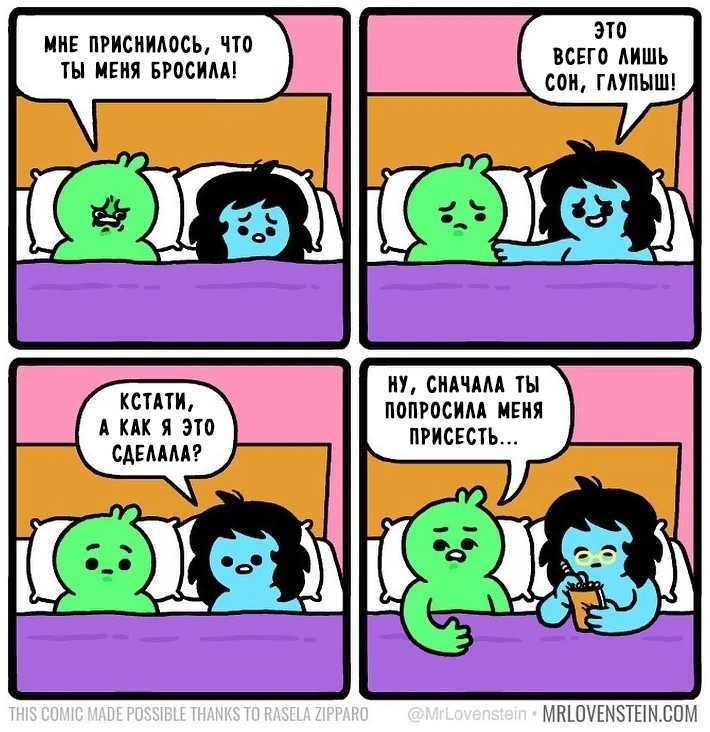 МНЕ ПРИСНИЛОСЬ, ЧТО
ТЫ МЕНЯ БРОСИЛА!
ЭТО
ВСЕГО ЛИШЬ
СОН, ГЛУПЫШ!
КСТАТИ,
А КАК Я ЭТО
СДЕЛАЛА?
НУ, СНАЧАЛА ТЫ
ПОПРОСИЛА МЕНЯ
ПРИСЕСТЬ...
THIS COMIC MADE POSSIBLE THANKS TO RASELA ZIPPARO @MrLovenstein • MRLOVENSTEIN.COM